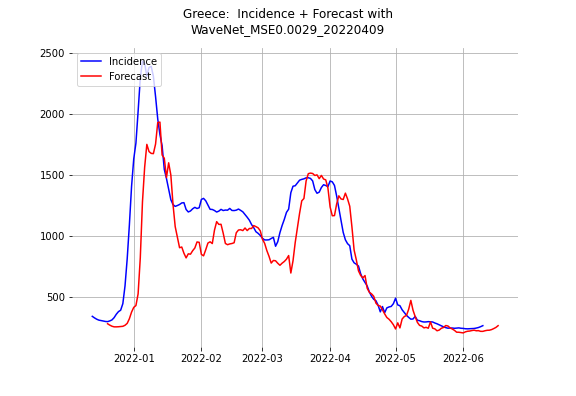 Greece:  Incidence + Forecast with
WaveNet_MSE0.0029_20220409
2500
2000
1500
1000
500
Incidence
Forecast
2022-01
2022-02
2022-03
2022-04
2022-05
2022-06